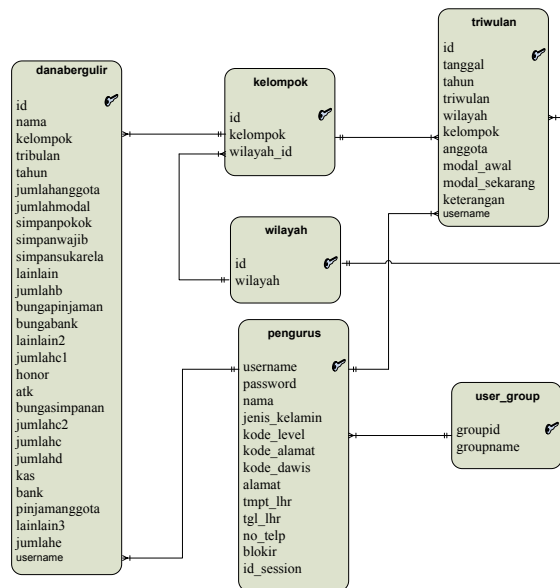 danabergulir
id
nama
kelompok
tribulan
tahun
jumlahanggota
jumlahmodal
simpanpokok
simpanwajib
simpansukarela
lainlain
jumlahb
bungapinjaman
bungabank
lainlain2
jumlahc1
honor
atk
bungasimpanan
jumlahc2
jumlahc
jumlahd
kas
bank
pinjamanggota
lainlain3
jumlahe
username
kelompok
id
kelompok
wilayah_id
wilayah
id
wilayah
pengurus
username
password
nama
jenis_kelamin
kode_level
kode_alamat
kode_dawis
alamat
tmpt_lhr
tgl_lhr
no_telp
blokir
id_session
triwulan
id
tanggal
tahun
triwulan
wilayah
kelompok
anggota
modal_awal
modal_sekarang
keterangan
username
user_group
groupid
groupname